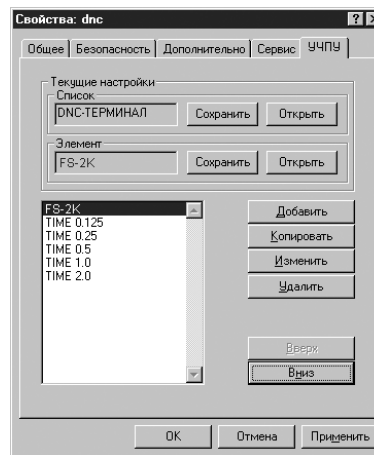 Свойства: dnc
Общее Безопасность Дополнительно Сервис УЧПУ
Текущие настройки
Список
DNC-ТЕРМИНАЛ Сохранить Открыть
Элемент
FS-2K Сохранить Открыть
FS-2K
TIME 0.125
TIME 0.25
TIME 0.5
TIME 1.0
TIME 2.0
Добавить
Копировать
Изменить
Удалить
Вверх
Вниз
OK Отмена Применить